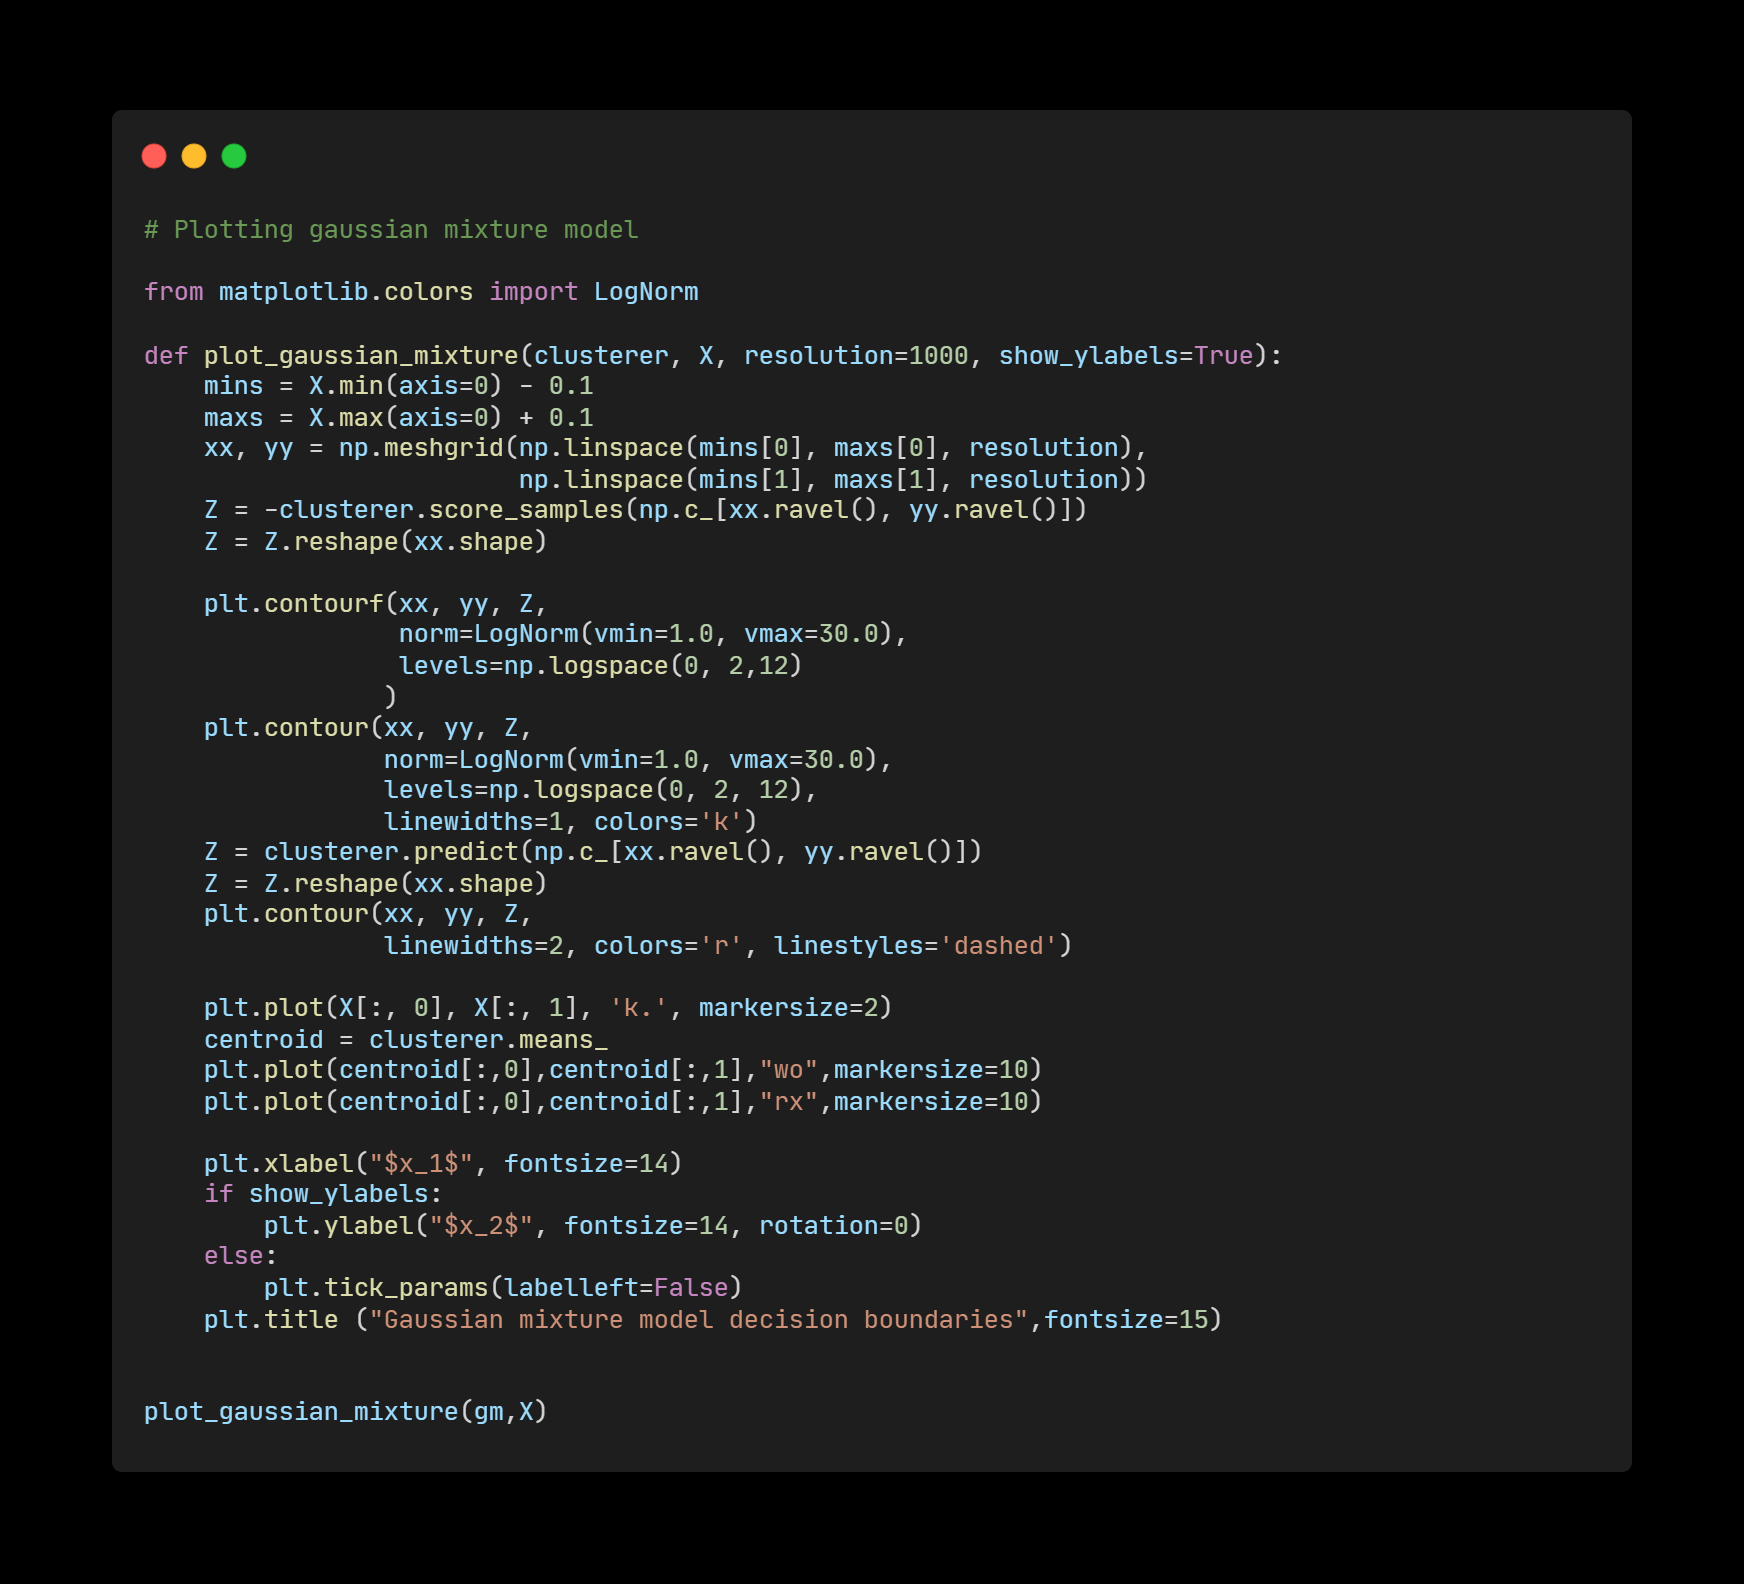 # Plotting gaussian mixture model

from matplotlib.colors import LogNorm

def plot_gaussian_mixture(clusterer, X, resolution=1000, show_ylabels=True):
    mins = X.min(axis=0) - 0.1
    maxs = X.max(axis=0) + 0.1
    xx, yy = np.meshgrid(np.linspace(mins[0], maxs[0], resolution),
                         np.linspace(mins[1], maxs[1], resolution))
    Z = -clusterer.score_samples(np.c_[xx.ravel(), yy.ravel()])
    Z = Z.reshape(xx.shape)

    plt.contourf(xx, yy, Z,
                 norm=LogNorm(vmin=1.0, vmax=30.0),
                 levels=np.logspace(0, 2,12)
                )
    plt.contour(xx, yy, Z,
                norm=LogNorm(vmin=1.0, vmax=30.0),
                levels=np.logspace(0, 2, 12),
                linewidths=1, colors='k')
    Z = clusterer.predict(np.c_[xx.ravel(), yy.ravel()])
    Z = Z.reshape(xx.shape)
    plt.contour(xx, yy, Z,
                linewidths=2, colors='r', linestyles='dashed')

    plt.plot(X[:, 0], X[:, 1], 'k.', markersize=2)
    centroid = clusterer.means_
    plt.plot(centroid[:,0],centroid[:,1],"wo",markersize=10)
    plt.plot(centroid[:,0],centroid[:,1],"rx",markersize=10)

    plt.xlabel("$x_1$", fontsize=14)
    if show_ylabels:
        plt.ylabel("$x_2$", fontsize=14, rotation=0)
    else:
        plt.tick_params(labelleft=False)
    plt.title ("Gaussian mixture model decision boundaries",fontsize=15)


plot_gaussian_mixture(gm,X)